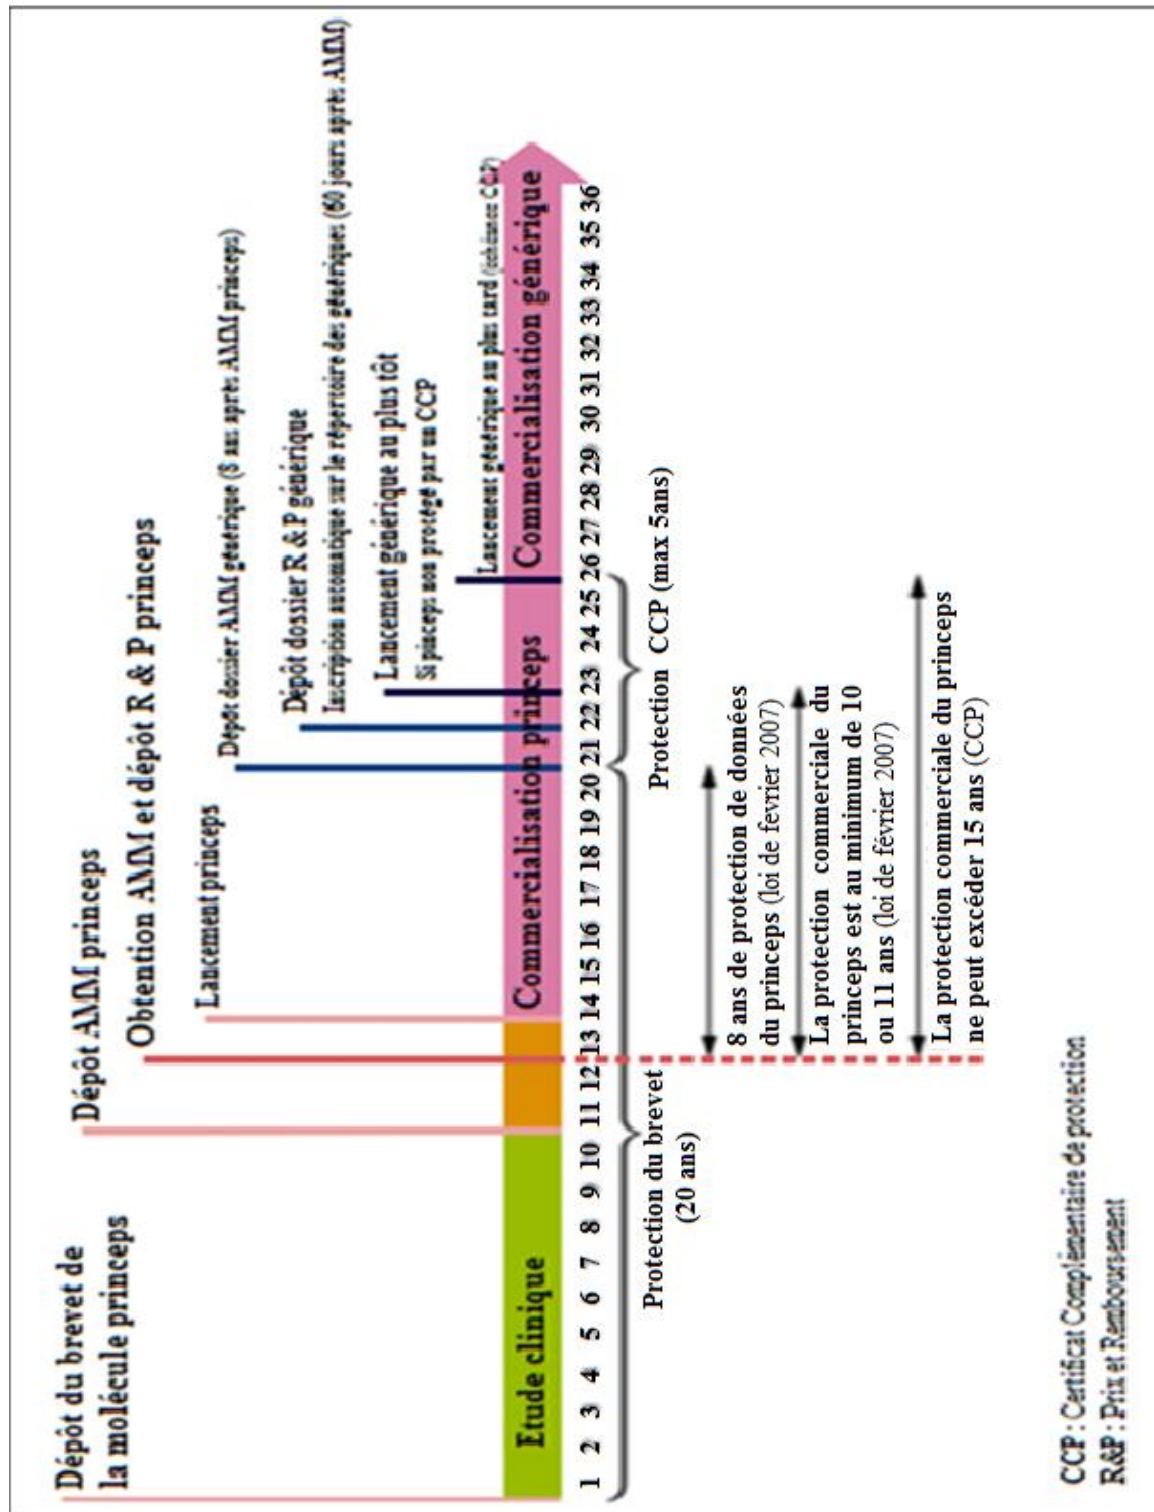 Dépôt du brevet de
la molécule princeps
Dépôt AMM princeps
Obtention AMM et dépôt R & P princeps
Lancement princeps
Dépôt dossier AMM générique (8 ans après AMM princeps)
Dépôt dossier R & P générique
Inscription automatique sur le répertoire des génériques (60 jours après AMM)
Lancement générique au plus tôt
Si pinceps non protégé par un CCP
Lancement générique au plus tard (échéance CCP)
Etude clinique
Commercialisation princeps
Commercialisation générique
1 2 3 4 5 6 7 8 9 10 11 12 13 14 15 16 17 18 19 20 21 22 23 24 25 26 27 28 29 30 31 32 33 34 35 36
Protection du brevet
(20 ans)
Protection CCP (max 5ans)
8 ans de protection de données
du princeps (loi de fevrier 2007)
La protection commerciale du
princeps est au minimum de 10
ou 11 ans (loi de février 2007)
La protection commerciale du princeps
ne peut excéder 15 ans (CCP)
CCP : Certificat Complémentaire de protection
R&P : Prix et Remboursement